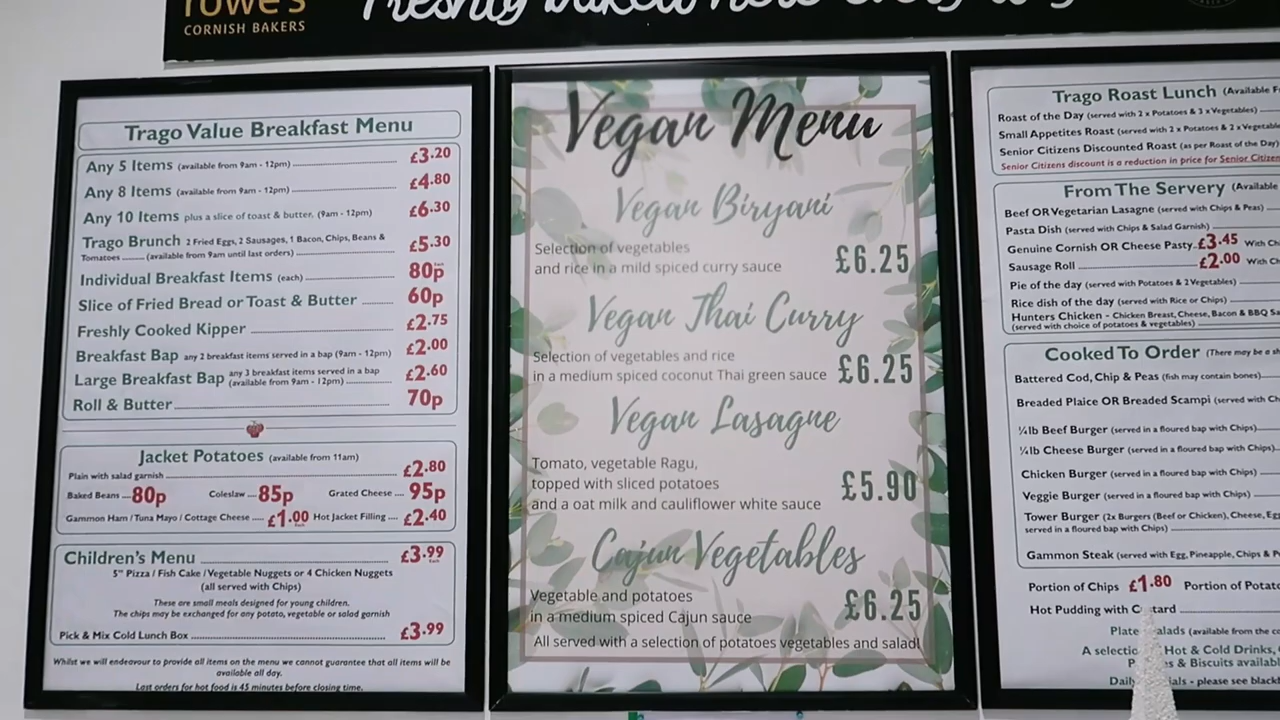 rowe's
CORNISH BAKERS
Freshly baked here every
Trago Value Breakfast Menu
Any 5 Items (available from 9am - 12pm) £3.20
Any 8 Items (available from 9am - 12pm) £4.80
Any 10 Items plus a slice of toast & butter. (9am - 12pm) £6.30
Trago Brunch 2 Fried Eggs, 2 Sausages, 1 Bacon, Chips, Beans &
Tomatoes (available from 9am until last orders) £5.30
Individual Breakfast Items (each) 80p
Slice of Fried Bread or Toast & Butter 60p
Freshly Cooked Kipper £2.75
Breakfast Bap any 2 breakfast items served in a bap (9am - 12pm) £2.00
Large Breakfast Bap any 3 breakfast items served in a bap
(available from 9am - 12pm) £2.60
Roll & Butter 70p
Jacket Potatoes (available from 11am)
Plain with salad garnish £2.80
Baked Beans 80p Coleslaw 85p Grated Cheese 95p
Gammon Ham / Tuna Mayo / Cottage Cheese £1.00 Each Hot Jacket Filling £2.40
Children's Menu £3.99 Each
5" Pizza / Fish Cake / Vegetable Nuggets or 4 Chicken Nuggets
(all served with Chips)
These are small meals designed for young children.
The chips may be exchanged for any potato, vegetable or salad garnish
Pick & Mix Cold Lunch Box £3.99
Whilst we will endeavour to provide all items on the menu we cannot guarantee that all items will be
available all day.
Last orders for hot food is 45 minutes before closing time.
Vegan Menu
Vegan Biryani
Selection of vegetables
and rice in a mild spiced curry sauce £6.25
Vegan Thai Curry
Selection of vegetables and rice
in a medium spiced coconut Thai green sauce £6.25
Vegan Lasagne
Tomato, vegetable Ragu,
topped with sliced potatoes £5.90
and a oat milk and cauliflower white sauce
Cajun Vegetables
Vegetable and potatoes
in a medium spiced Cajun sauce £6.25
All served with a selection of potatoes vegetables and salad!
Trago Roast Lunch (Available
Roast of the Day (served with 2 x Potatoes & 3 x Vegetables)
Small Appetites Roast (served with 2 x Potatoes & 2 x Vegetable
Senior Citizens Discounted Roast (as per Roast of the Day)
Senior Citizens discount is a reduction in price for Senior Citizen
From The Servery (Available
Beef OR Vegetarian Lasagne (served with Chips & Peas)
Pasta Dish (served with Chips & Salad Garnish)
Genuine Cornish OR Cheese Pasty £3.45 With
Sausage Roll £2.00 With
Pie of the day (served with Potatoes & 2 Vegetables)
Rice dish of the day (served with Rice or Chips)
Hunters Chicken - Chicken Breast, Cheese, Bacon & BBQ
(served with choice of potatoes & vegetables)
Cooked To Order (There may be a
Battered Cod, Chip & Peas (fish may contain bones)
Breaded Plaice OR Breaded Scampi (served with
¼lb Beef Burger (served in a floured bap with Chips)
¼lb Cheese Burger (served in a floured bap with Chips)
Chicken Burger (served in a floured bap with Chips)
Veggie Burger (served in a floured bap with Chips)
Tower Burger (2x Burgers (Beef or Chicken), Cheese,
served in a floured bap with Chips)
Gammon Steak (served with Egg, Pineapple, Chips &
Portion of Chips £1.80 Portion of
Hot Pudding with
(available from the
Hot & Cold Drinks,
& Biscuits
- please see